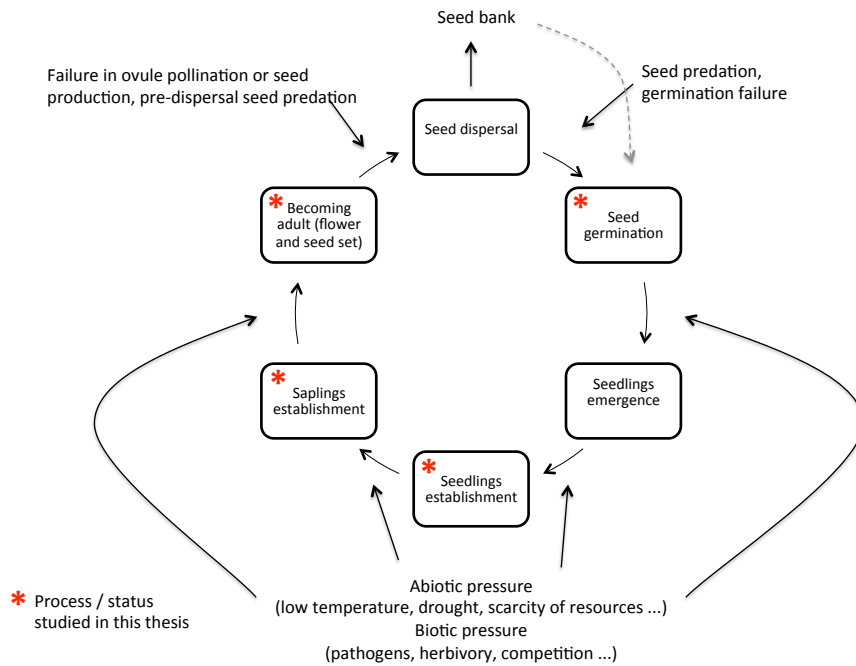 Seed bank
Failure in ovule pollination or seed
production, pre-dispersal seed predation
Seed predation,
germination failure
Seed dispersal
* Becoming
adult (flower
and seed set)
* Seed
germination
* Saplings
establishment
Seedlings
emergence
* Seedlings
establishment
Abiotic pressure
(low temperature, drought, scarcity of resources ...)
Biotic pressure
(pathogens, herbivory, competition ...)
* Process / status
studied in this thesis